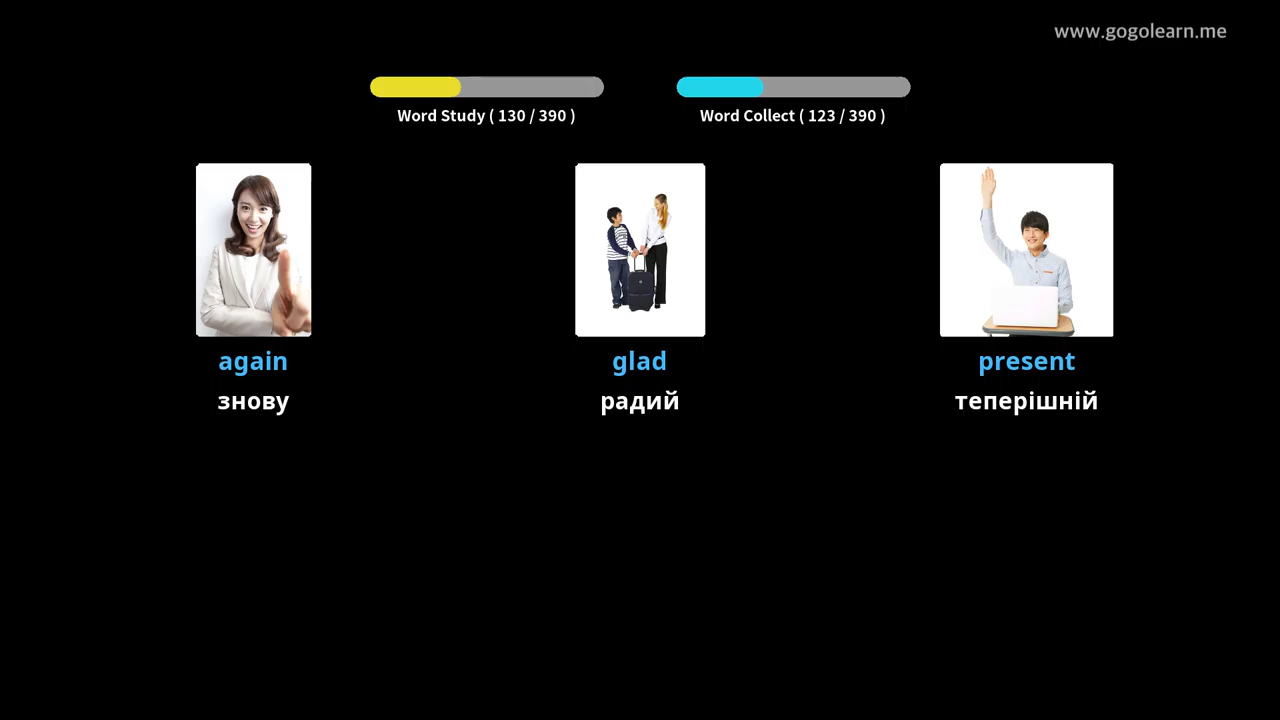 www.gogolearn.me
Word Study ( 130 / 390 )
Word Collect ( 123 / 390 )
again
glad
present
знову
радий
теперішній